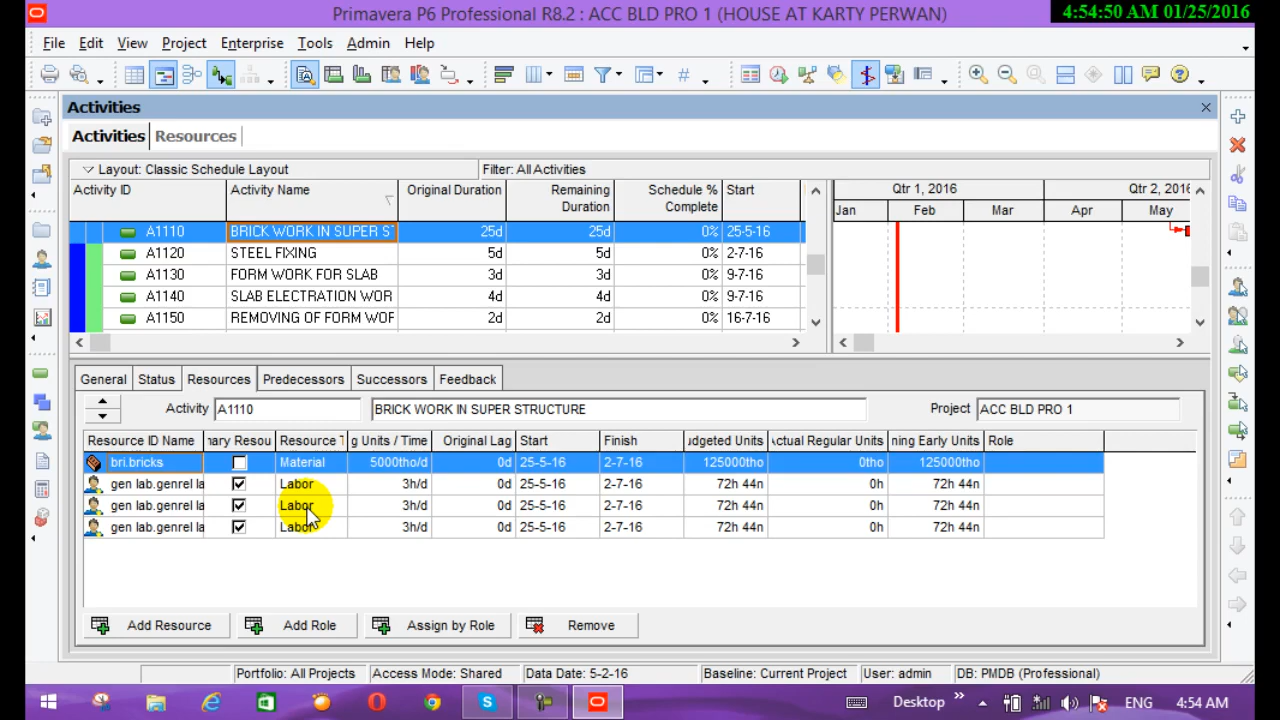 Primavera P6 Professional R8.2 : ACC BLD PRO 1 (HOUSE AT KARTY PERWAN)
4:54:50 AM 01/25/2016
File Edit View Project Enterprise Tools Admin Help
Activities
Activities Resources
Layout: Classic Schedule Layout Filter: All Activities
Activity ID Activity Name Original Duration Remaining Duration Schedule % Complete Start
Qtr 1, 2016 Qtr 2, 2016
Jan Feb Mar Apr May
A1110 BRICK WORK IN SUPER S 25d 25d 0% 25-5-16
A1120 STEEL FIXING 5d 5d 0% 2-7-16
A1130 FORM WORK FOR SLAB 3d 3d 0% 9-7-16
A1140 SLAB ELECTRATION WOR 4d 4d 0% 9-7-16
A1150 REMOVING OF FORM WOF 2d 2d 0% 16-7-16
General Status Resources Predecessors Successors Feedback
Activity A1110 BRICK WORK IN SUPER STRUCTURE Project ACC BLD PRO 1
Resource ID Name nary Resou Resource T g Units / Time Original Lag Start Finish udgeted Units Actual Regular Units ning Early Units Role
bri.bricks Material 5000tho/d 0d 25-5-16 2-7-16 125000tho 0tho 125000tho
gen lab.genrel la Labor 3h/d 0d 25-5-16 2-7-16 72h 44n 0h 72h 44n
gen lab.genrel la Labor 3h/d 0d 25-5-16 2-7-16 72h 44n 0h 72h 44n
gen lab.genrel la Labor 3h/d 0d 25-5-16 2-7-16 72h 44n 0h 72h 44n
Add Resource Add Role Assign by Role Remove
Portfolio: All Projects Access Mode: Shared Data Date: 5-2-16 Baseline: Current Project User: admin DB: PMDB (Professional)
Desktop ENG 4:54 AM